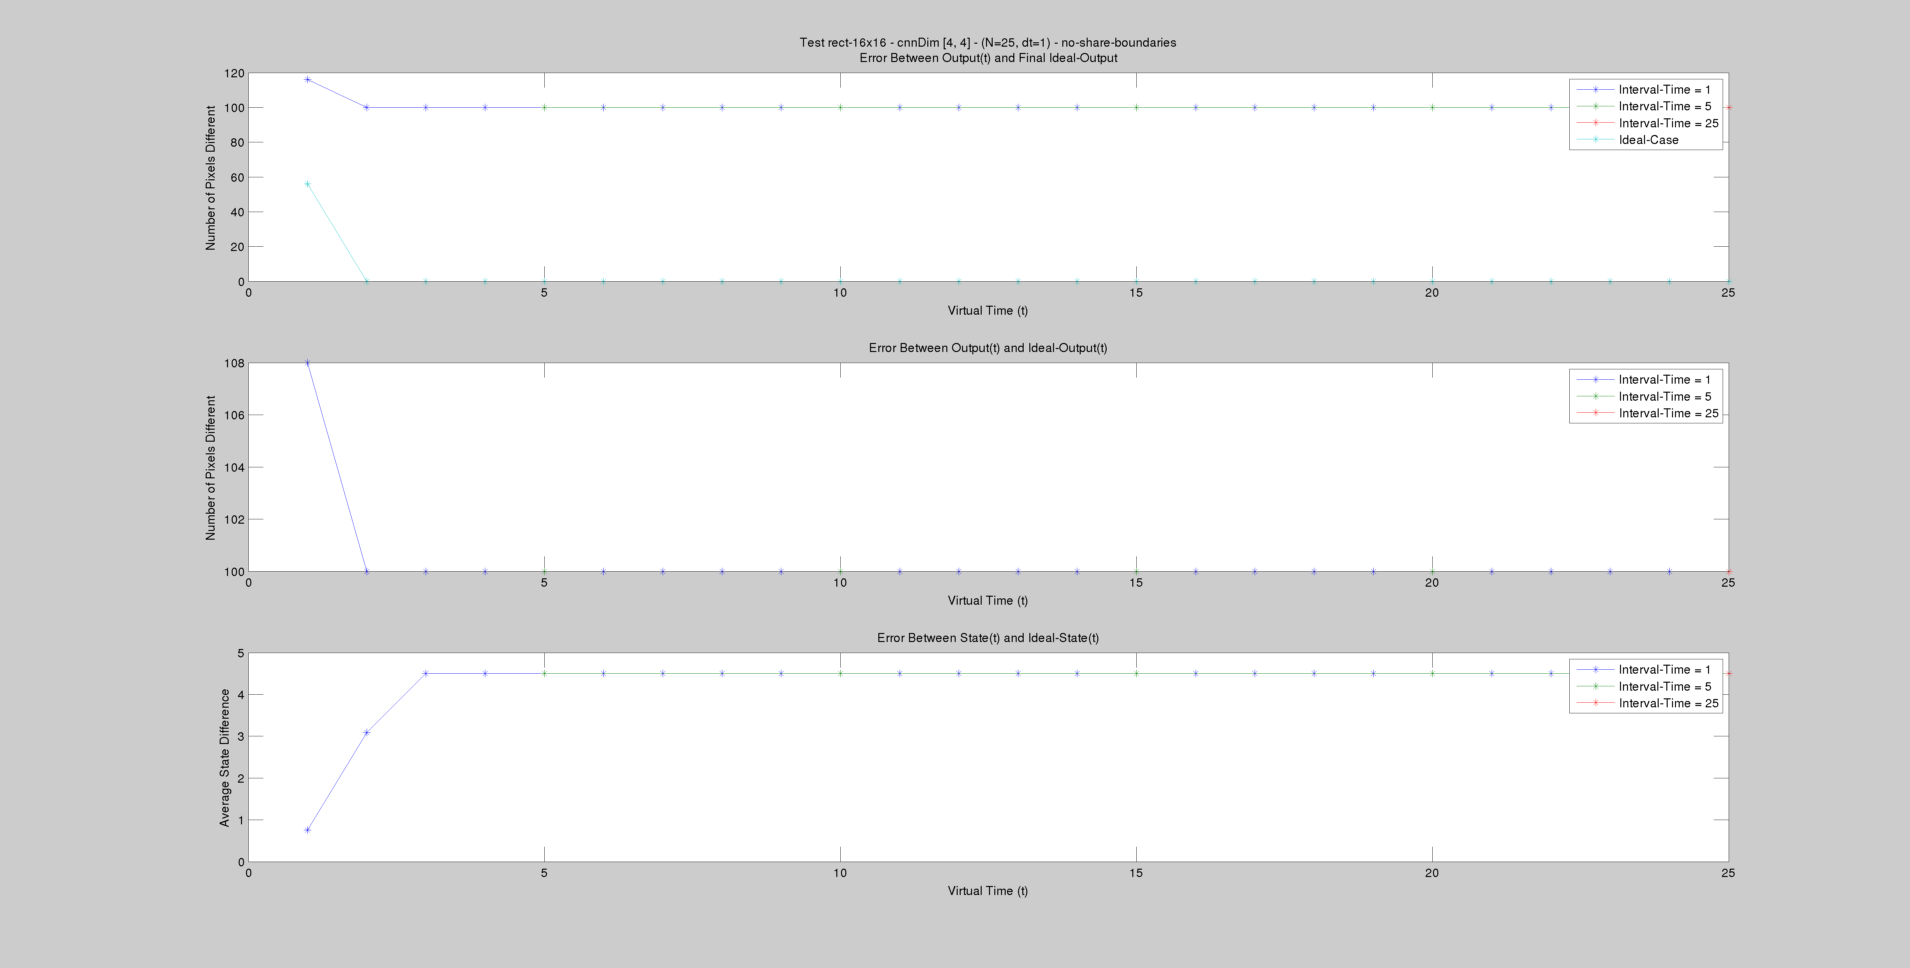 Test rect-16x16 - cnnDim [4, 4] - (N=25, dt=1) - no-share-boundaries
Error Between Output(t) and Final Ideal-Output
Number of Pixels Different
120
100
80
60
40
20
0
0 5 10 15 20 25
Virtual Time (t)
Interval-Time = 1
Interval-Time = 5
Interval-Time = 25
Ideal-Case
Error Between Output(t) and Ideal-Output(t)
Number of Pixels Different
108
106
104
102
100
0 5 10 15 20 25
Virtual Time (t)
Interval-Time = 1
Interval-Time = 5
Interval-Time = 25
Error Between State(t) and Ideal-State(t)
Average State Difference
5
4
3
2
1
0
0 5 10 15 20 25
Virtual Time (t)
Interval-Time = 1
Interval-Time = 5
Interval-Time = 25